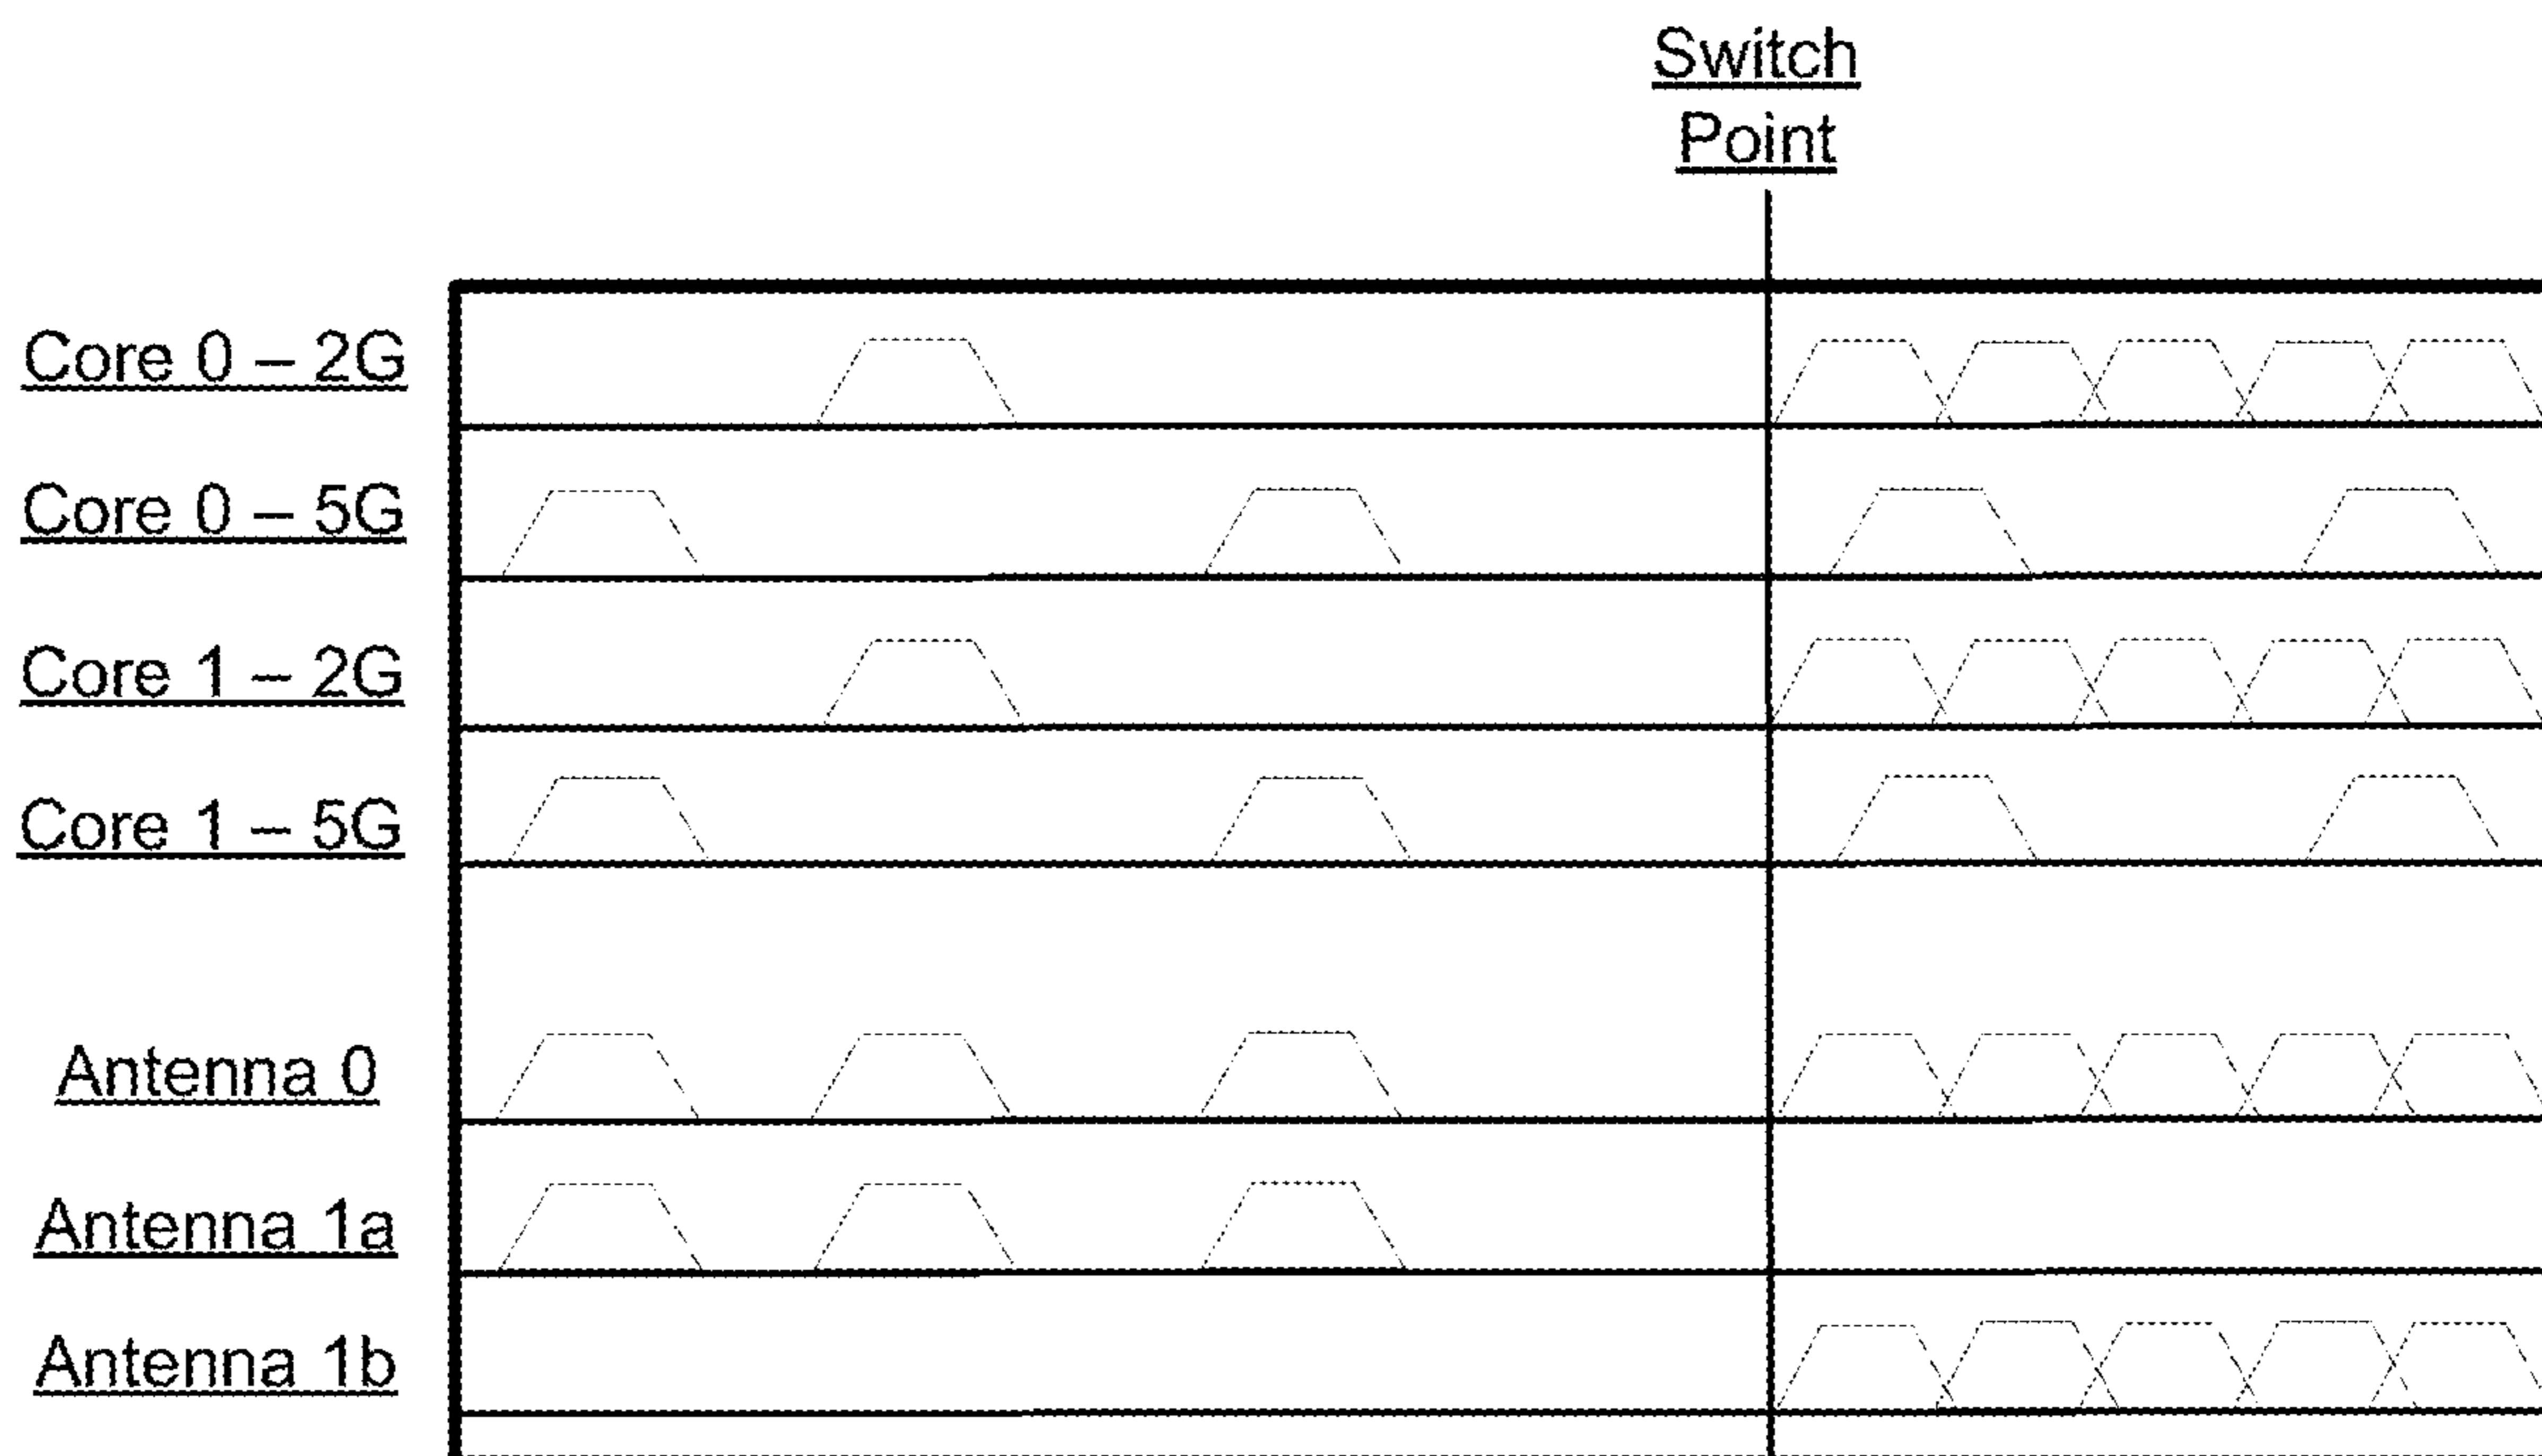 Switch
Point
Core 0 – 2G
Core 0 – 5G
Core 1 – 2G
Core 1 – 5G
Antenna 0
Antenna 1a
Antenna 1b